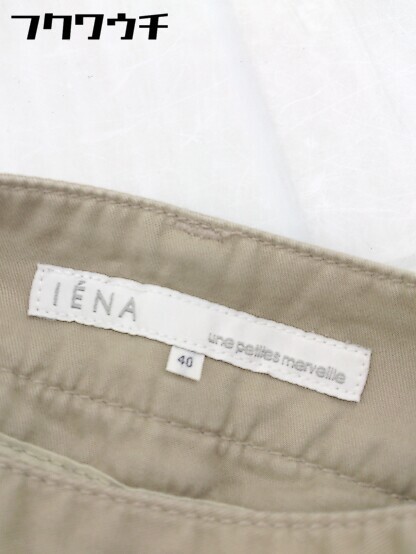 フクワウチ
IÉNA
une petites merveille
40